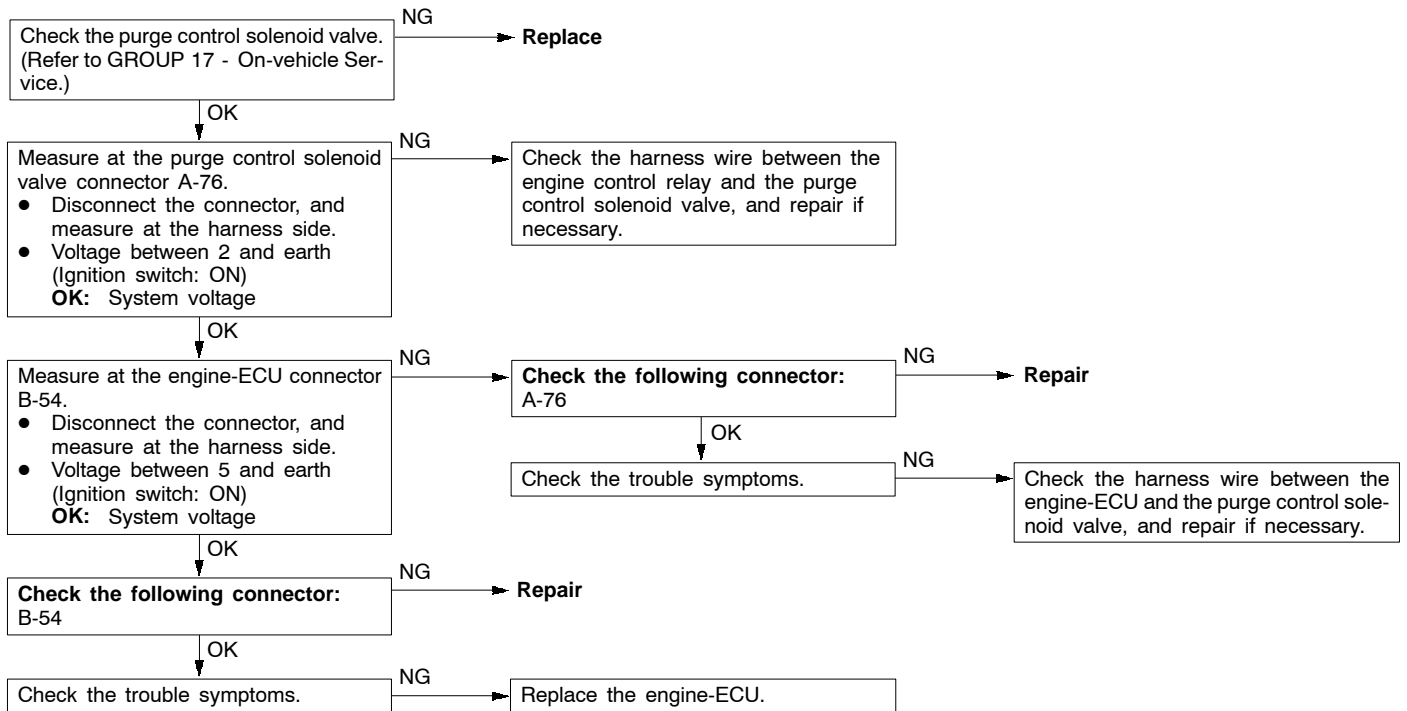 Check the purge control solenoid valve.
(Refer to GROUP 17 - On-vehicle Ser-
vice.)
NG
Replace
OK
Measure at the purge control solenoid
valve connector A-76.
● Disconnect the connector, and
measure at the harness side.
● Voltage between 2 and earth
(Ignition switch: ON)
OK: System voltage
NG
Check the harness wire between the
engine control relay and the purge
control solenoid valve, and repair if
necessary.
OK
Measure at the engine-ECU connector
B-54.
● Disconnect the connector, and
measure at the harness side.
● Voltage between 5 and earth
(Ignition switch: ON)
OK: System voltage
NG
Check the following connector:
A-76
NG
Repair
OK
Check the trouble symptoms.
NG
Check the harness wire between the
engine-ECU and the purge control sole-
noid valve, and repair if necessary.
OK
Check the following connector:
B-54
NG
Repair
OK
Check the trouble symptoms.
NG
Replace the engine-ECU.